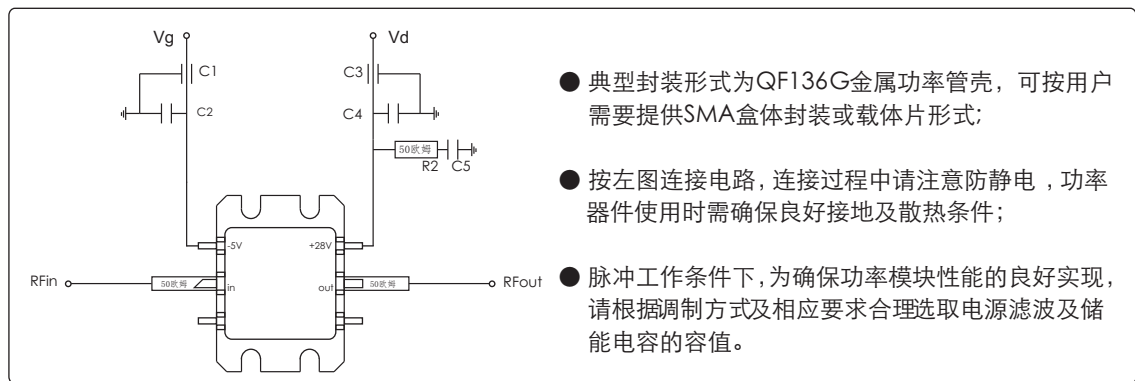 Vg
Vd
C1
C3
C2
C4
50欧姆
R2
C5
-5V
+28V
RFin
50欧姆
in
out
50欧姆
RFout
● 典型封装形式为QF136G金属功率管壳，可按用户
需要提供SMA盒体封装或载体片形式;
● 按左图连接电路,连接过程中请注意防静电 ,功率
器件使用时需确保良好接地及散热条件;
● 脉冲工作条件下,为确保功率模块性能的良好实现,
请根据调制方式及相应要求合理选取电源滤波及储
能电容的容值。